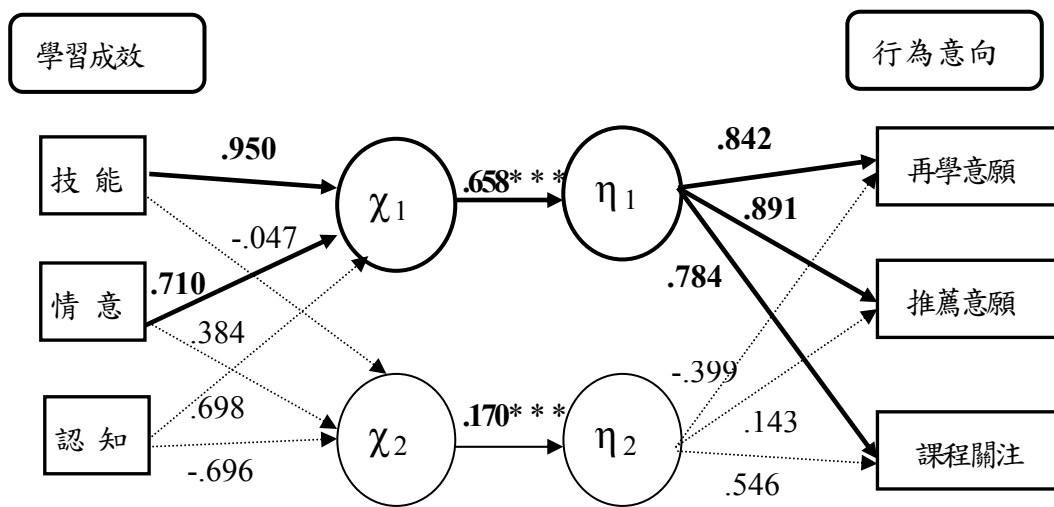 學習成效
行為意向
技 能
.950
χ1
.658***
η1
.842
再學意願
-.047
.891
情 意
.710
.784
推薦意願
.384
-.399
認 知
.698
-.696
χ2
.170***
η2
.143
.546
課程關注